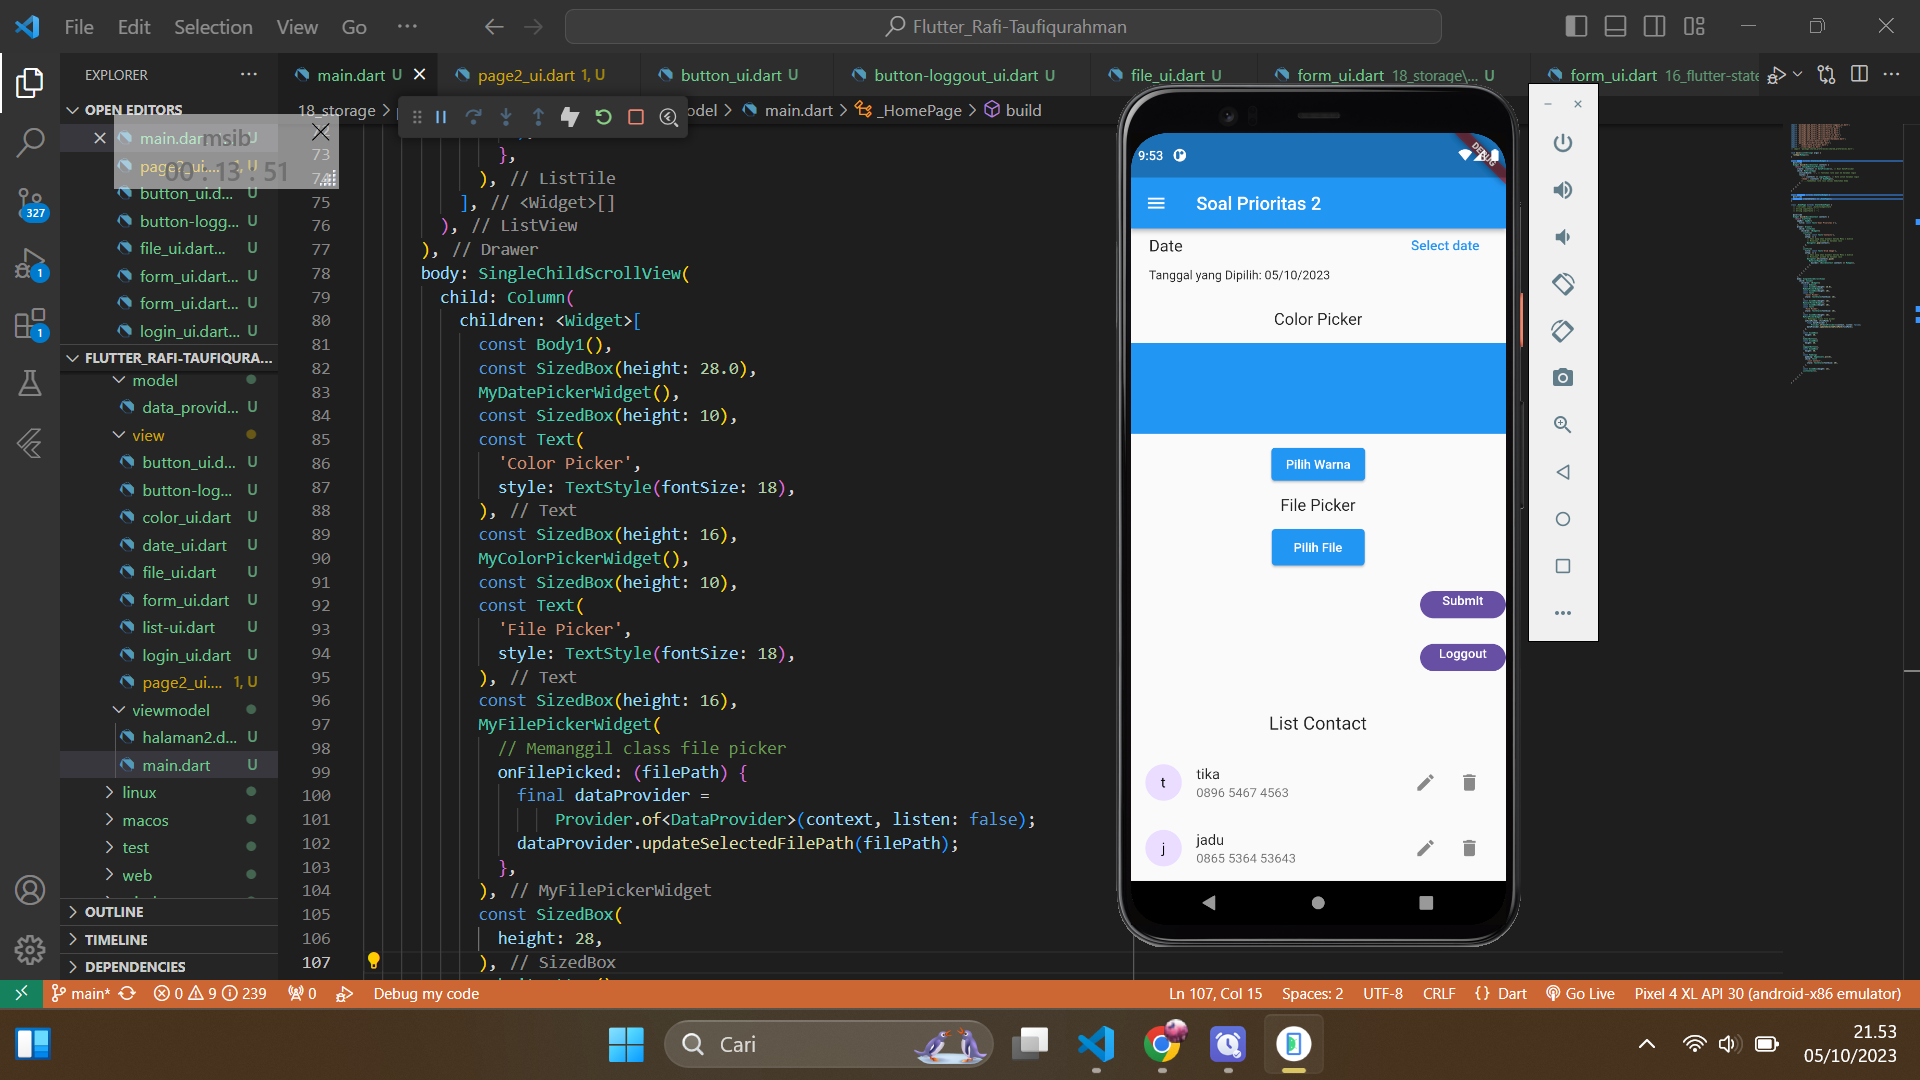 File Edit Selection View Go ··· Flutter_Rafi-Taufiqurahman
EXPLORER ···
main.dart U
page2_ui.dart 1, U
button_ui.dart U
button-loggout_ui.dart U
file_ui.dart U
form_ui.dart 18_storage\... U
form_ui.dart 16_flutter-state
OPEN EDITORS
18_storage > main.dart > _HomePage > build
main.dart
page2_ui....
button_ui.d... U
button-logg... U
file_ui.dart... U
form_ui.dart... U
form_ui.dart... U
login_ui.dart... U
msib
00 : 13 : 51
FLUTTER_RAFI-TAUFIQURA...
model
data_provid... U
view
button_ui.d... U
button-log... U
color_ui.dart U
date_ui.dart U
file_ui.dart U
form_ui.dart U
list-ui.dart U
login_ui.dart U
page2_ui.... 1, U
viewmodel
halaman2.d... U
main.dart U
linux
macos
test
web
OUTLINE
TIMELINE
DEPENDENCIES
327
1
1
73 },
74 ), // ListTile
75 ], // <Widget>[]
76 ), // ListView
77 ), // Drawer
78 body: SingleChildScrollView(
79 child: Column(
80 children: <Widget>[
81 const Body1(),
82 const SizedBox(height: 28.0),
83 MyDatePickerWidget(),
84 const SizedBox(height: 10),
85 const Text(
86 'Color Picker',
87 style: TextStyle(fontSize: 18),
88 ), // Text
89 const SizedBox(height: 16),
90 MyColorPickerWidget(),
91 const SizedBox(height: 10),
92 const Text(
93 'File Picker',
94 style: TextStyle(fontSize: 18),
95 ), // Text
96 const SizedBox(height: 16),
97 MyFilePickerWidget(
98 // Memanggil class file picker
99 onFilePicked: (filePath) {
100 final dataProvider =
101 Provider.of<DataProvider>(context, listen: false);
102 dataProvider.updateSelectedFilePath(filePath);
103 },
104 ), // MyFilePickerWidget
105 const SizedBox(
106 height: 28,
107 ), // SizedBox
9:53
DEBUG
Soal Prioritas 2
Date Select date
Tanggal yang Dipilih: 05/10/2023
Color Picker
Pilih Warna
File Picker
Pilih File
Submit
Loggout
List Contact
t tika
0896 5467 4563
j jadu
0865 5364 53643
main* 0 9 239 0 Debug my code Ln 107, Col 15 Spaces: 2 UTF-8 CRLF {} Dart Go Live Pixel 4 XL API 30 (android-x86 emulator)
Cari
21.53
05/10/2023